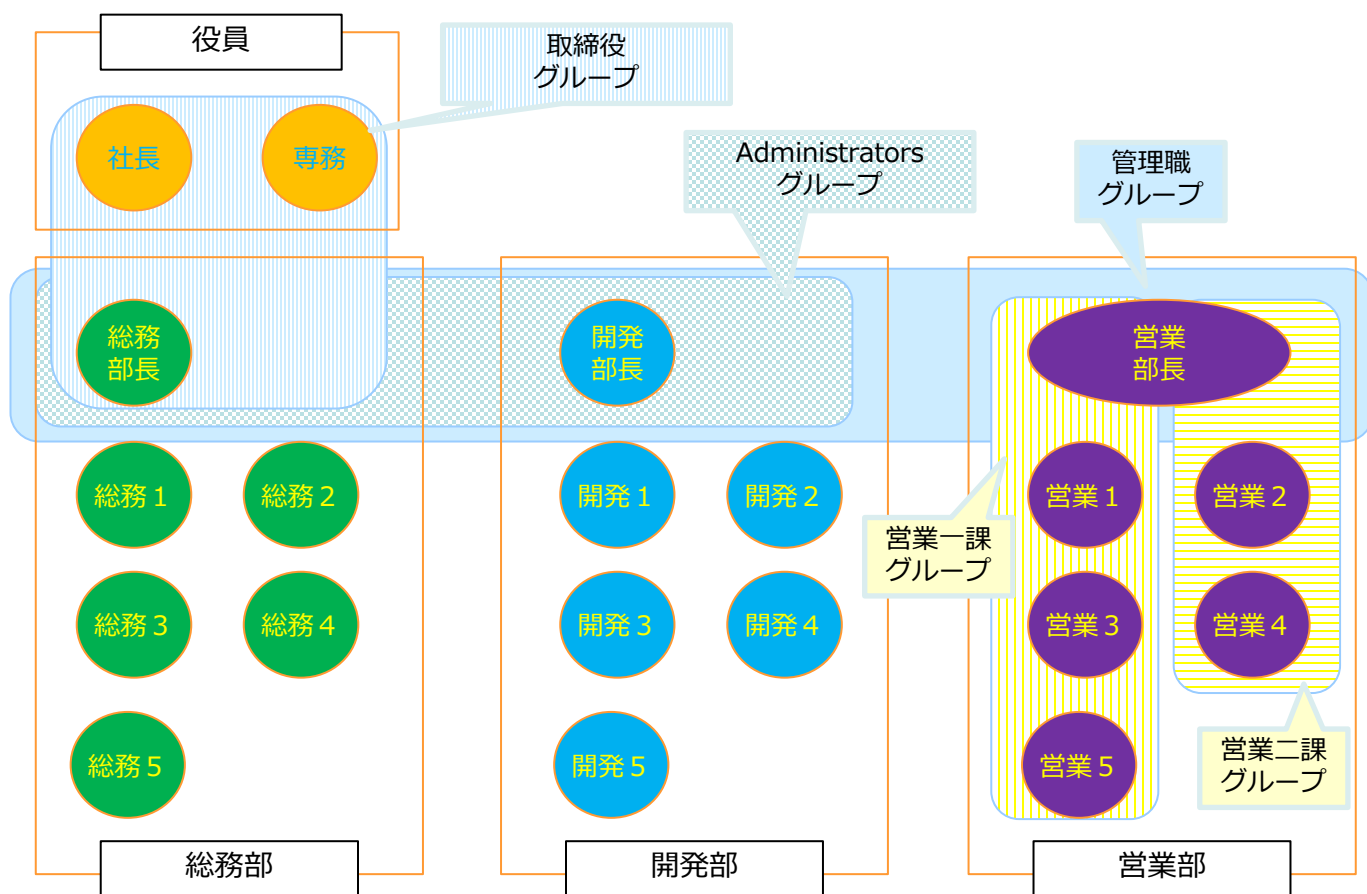 役員
取締役
グループ
社長
専務
Administrators
グループ
管理職
グループ
総務
部長
開発
部長
営業
部長
総務１
総務２
開発１
開発２
営業１
営業２
営業一課
グループ
総務３
総務４
開発３
開発４
営業３
営業４
総務５
開発５
営業５
営業二課
グループ
総務部
開発部
営業部